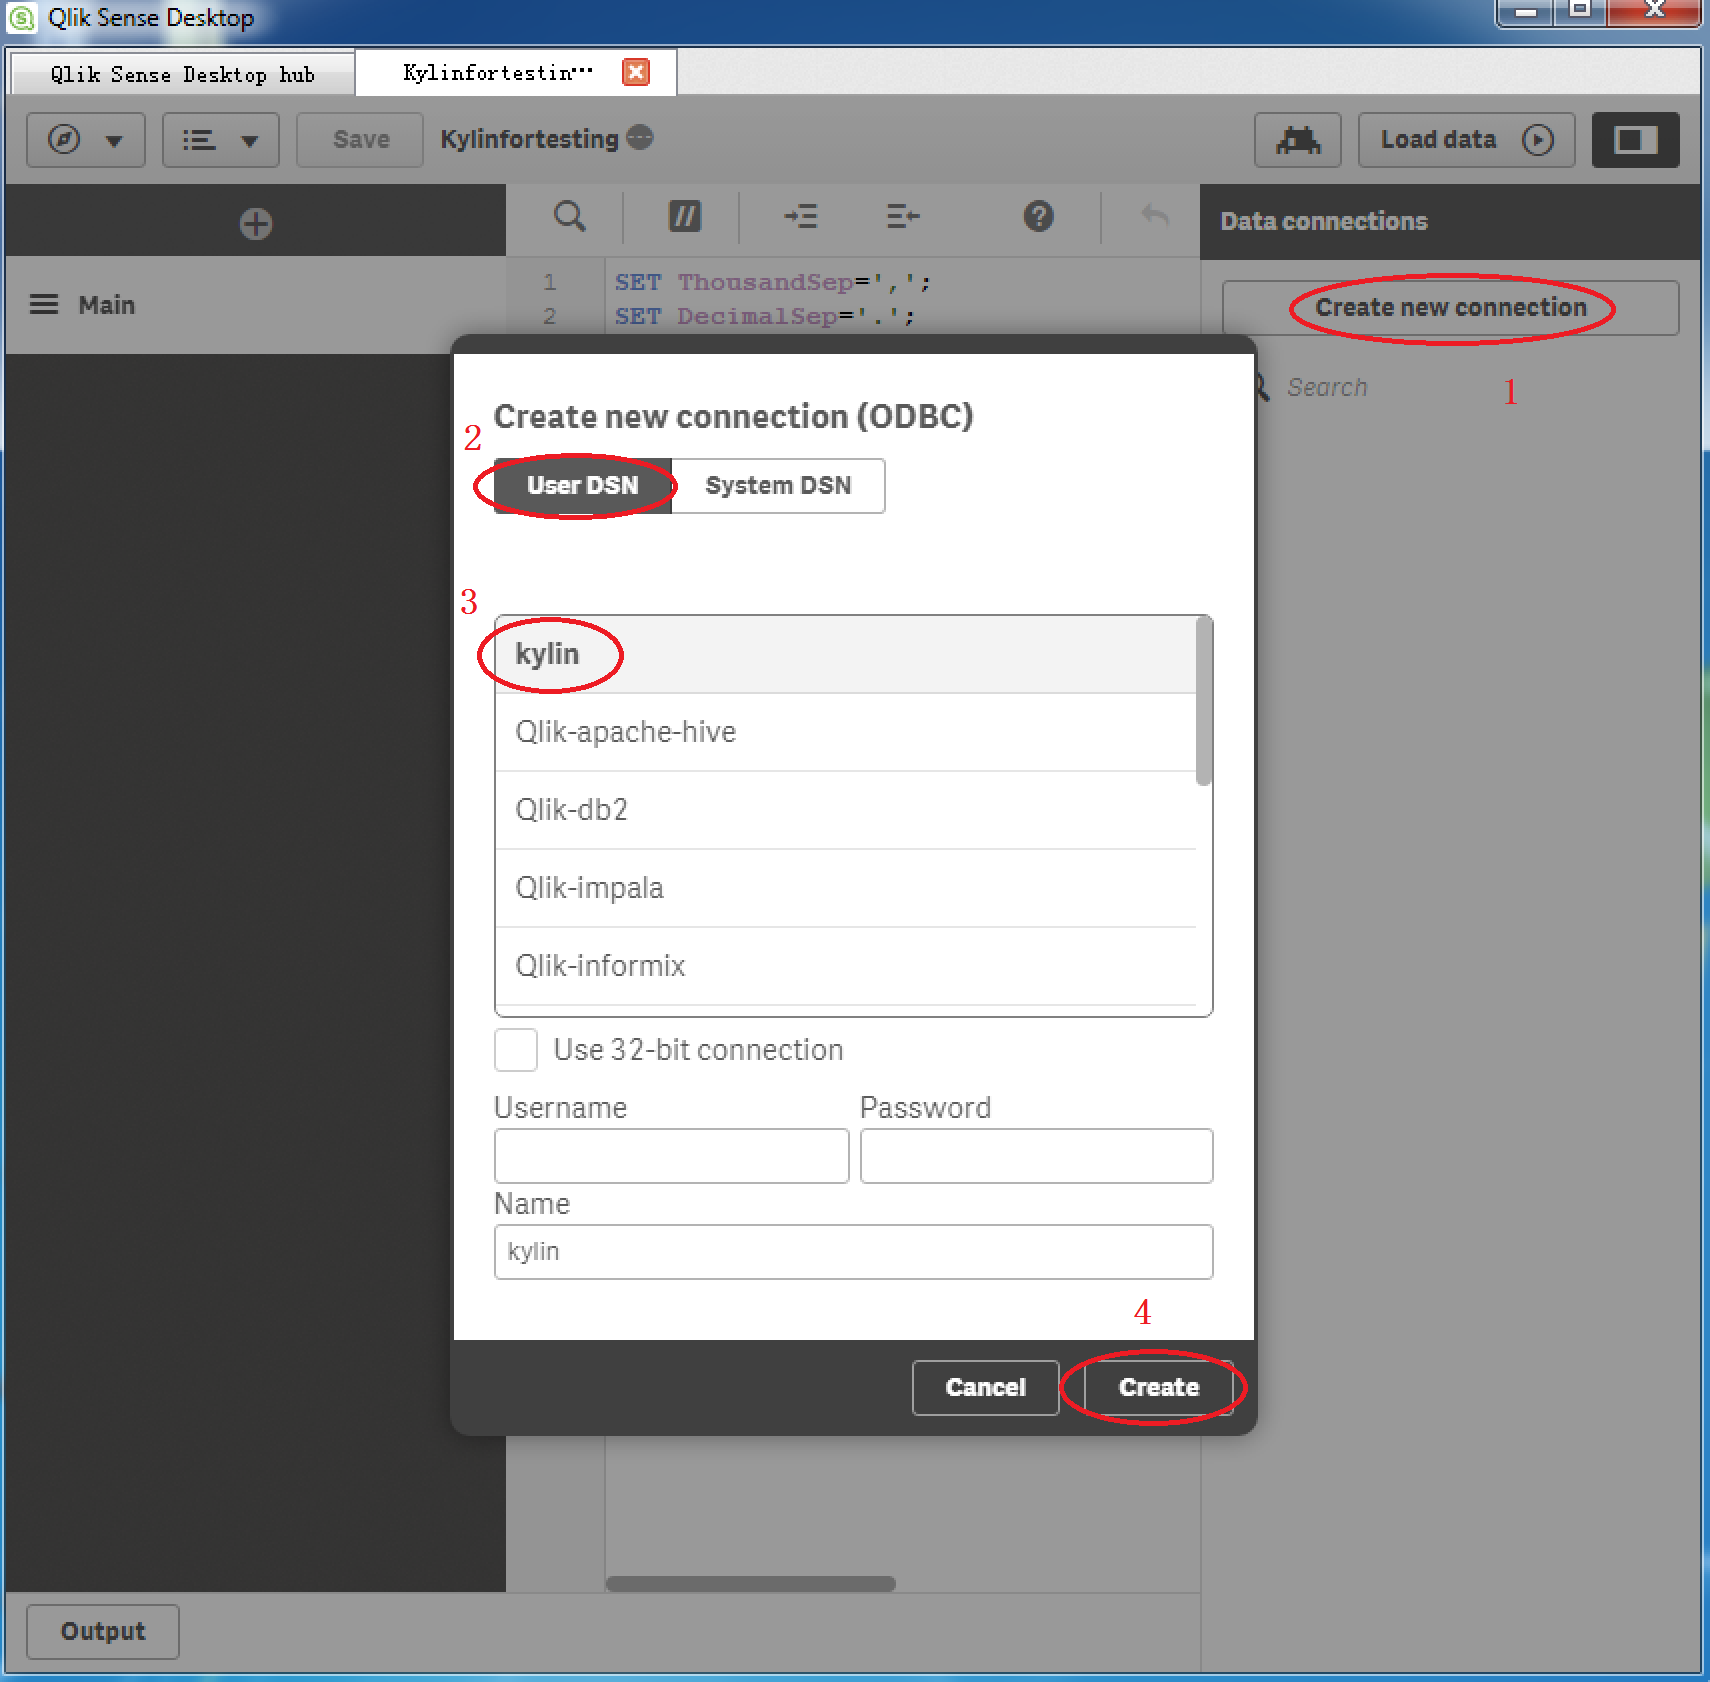 Qlik Sense Desktop
Qlik Sense Desktop hub
Kylinfortestin…
Save
Kylinfortesting
Load data
Data connections
Main
1 SET ThousandSep=',';
2 SET DecimalSep='.';
Create new connection
Search
1
Create new connection (ODBC)
2
User DSN
System DSN
3
kylin
Qlik-apache-hive
Qlik-db2
Qlik-impala
Qlik-informix
Use 32-bit connection
Username
Password
Name
kylin
4
Cancel
Create
Output